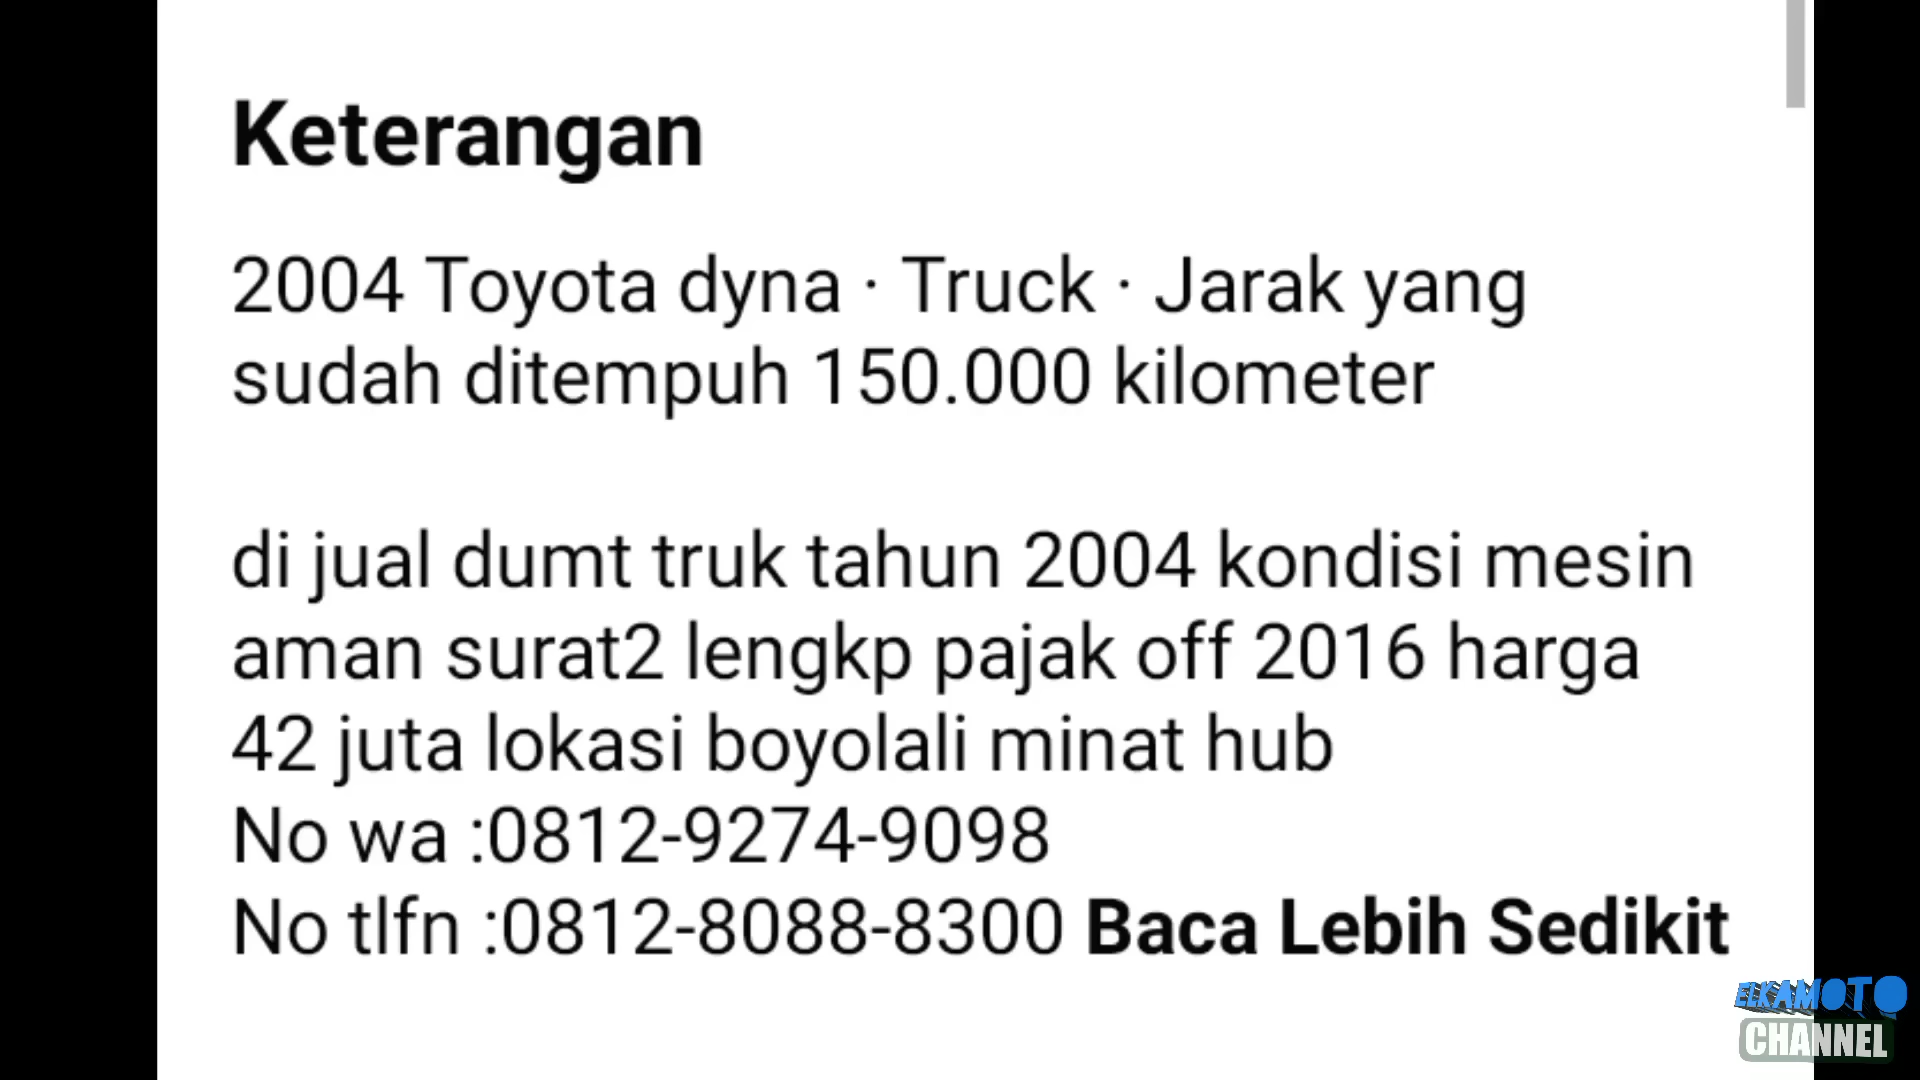 Keterangan
2004 Toyota dyna · Truck · Jarak yang
sudah ditempuh 150.000 kilometer
di jual dumt truk tahun 2004 kondisi mesin
aman surat2 lengkp pajak off 2016 harga
42 juta lokasi boyolali minat hub
No wa :0812-9274-9098
No tlfn :0812-8088-8300 Baca Lebih Sedikit
ELKAMOTO
CHANNEL